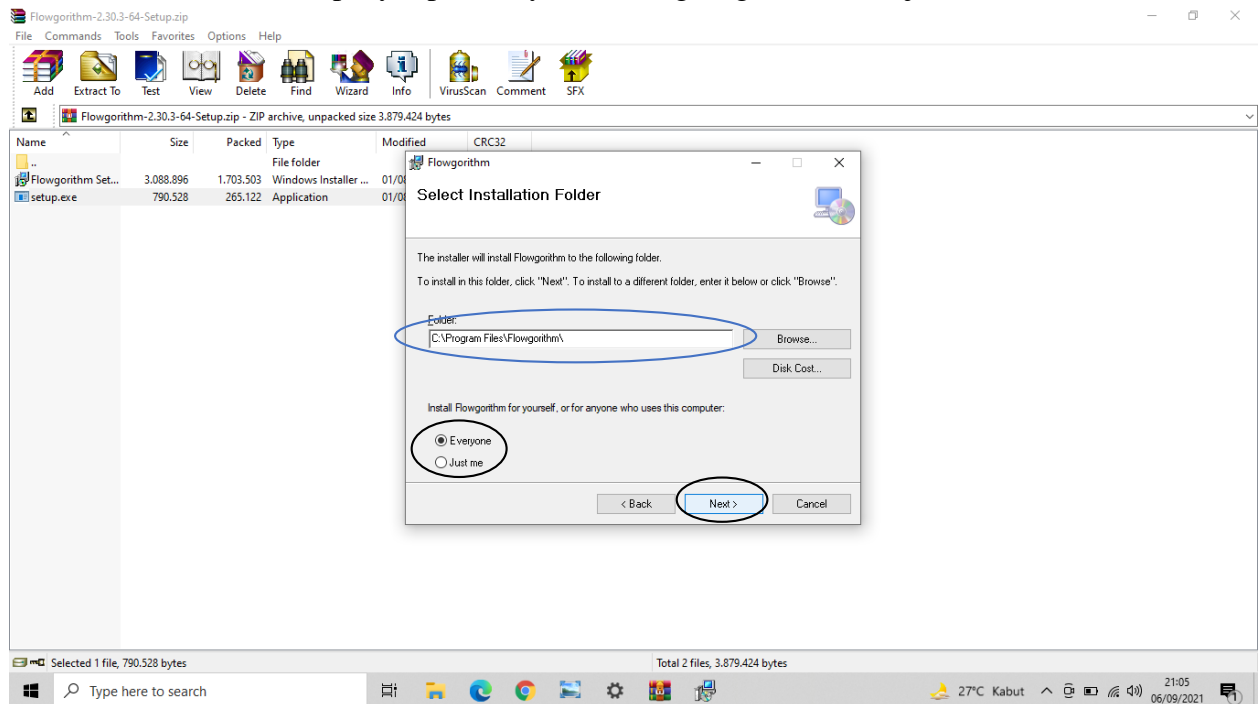 Flowgorithm-2.30.3-64-Setup.zip
File Commands Tools Favorites Options Help
Add Extract To Test View Delete Find Wizard Info VirusScan Comment SFX
Flowgorithm-2.30.3-64-Setup.zip - ZIP archive, unpacked size 3.879.424 bytes
Name Size Packed Type Modified CRC32
.. File folder
Flowgorithm Set... 3.088.896 1.703.503 Windows Installer ... 01/0
setup.exe 790.528 265.122 Application 01/0
Flowgorithm
Select Installation Folder
The installer will install Flowgorithm to the following folder.
To install in this folder, click "Next". To install to a different folder, enter it below or click "Browse".
Folder:
C:\Program Files\Flowgorithm\
Browse...
Disk Cost...
Install Flowgorithm for yourself, or for anyone who uses this computer:
Everyone
Just me
< Back Next > Cancel
Selected 1 file, 790.528 bytes Total 2 files, 3.879.424 bytes
Type here to search 27°C Kabut 21:05
06/09/2021